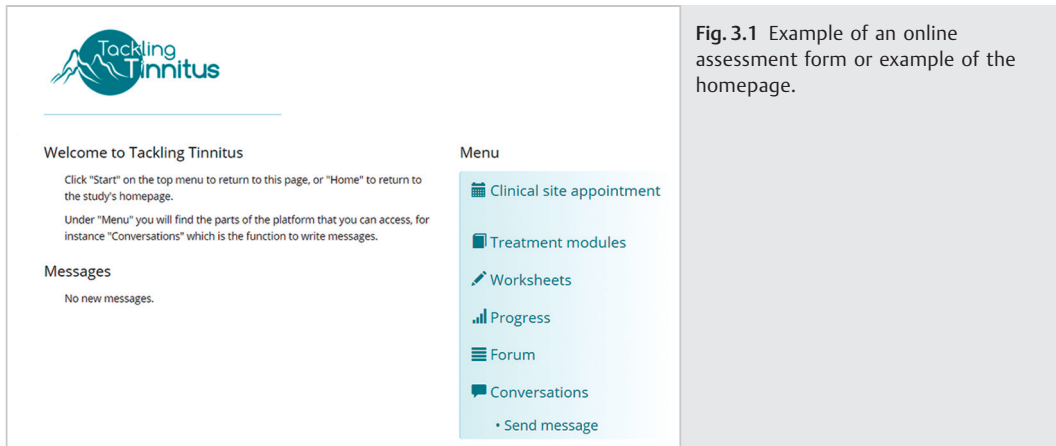 Tackling
Tinnitus
Welcome to Tackling Tinnitus
Click "Start" on the top menu to return to this page, or "Home" to return to
the study's homepage.
Under "Menu" you will find the parts of the platform that you can access, for
instance "Conversations" which is the function to write messages.
Messages
No new messages.
Menu
Clinical site appointment
Treatment modules
Worksheets
Progress
Forum
Conversations
• Send message
Fig. 3.1 Example of an online
assessment form or example of the
homepage.